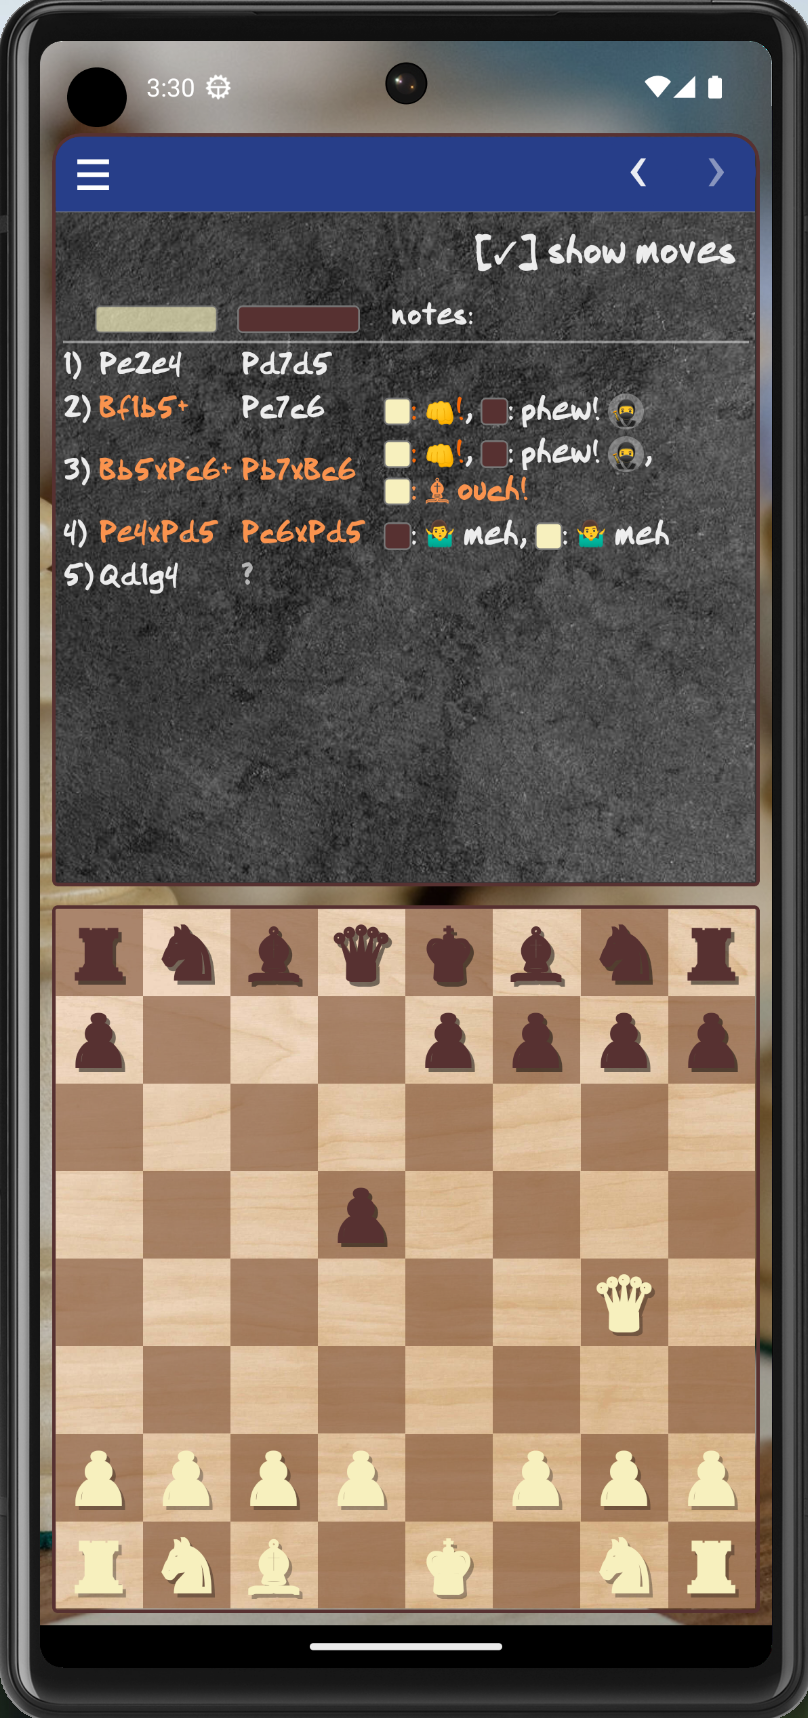 3:30
[✓] show moves
notes:
1) Pe2e4 Pd7d5
2) Bf1b5+ Pc7c6 : 👊!, : phew!
3) Bb5xPc6+ Pb7xBc6 : 👊!, : phew! ,
: ouch!
4) Pe4xPd5 Pc6xPd5 : 🤷‍♂️ meh, : 🤷‍♂️ meh
5) Qd1g4 ?